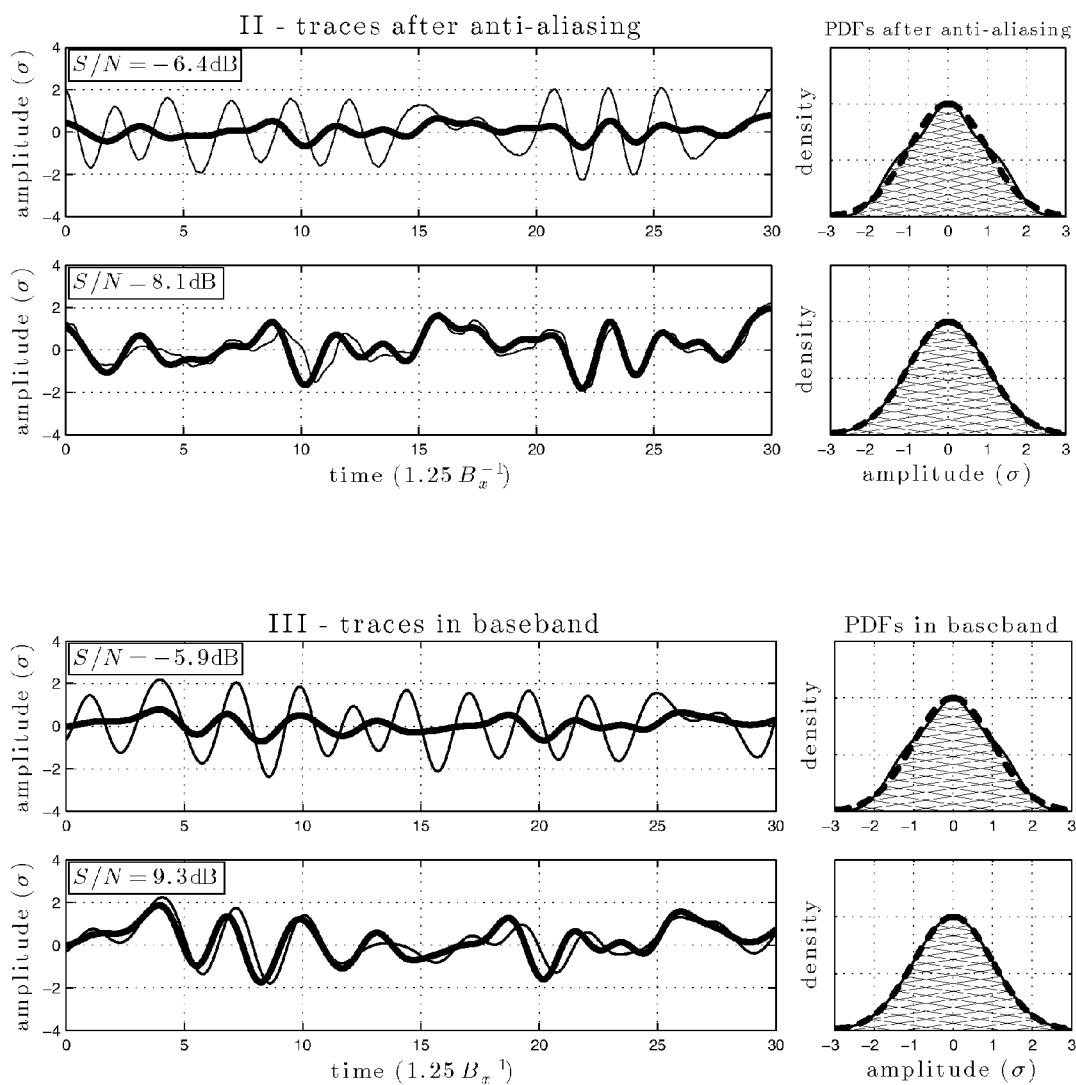 II - traces after anti-aliasing
PDFs after anti-aliasing
S/N = −6.4dB
amplitude (σ)
4
2
0
−2
−4
0 5 10 15 20 25 30
density
−3 −2 −1 0 1 2 3
S/N = 8.1dB
amplitude (σ)
4
2
0
−2
−4
0 5 10 15 20 25 30
time (1.25 B_x^{-1})
density
−3 −2 −1 0 1 2 3
amplitude (σ)
III - traces in baseband
PDFs in baseband
S/N = −5.9dB
amplitude (σ)
4
2
0
−2
−4
0 5 10 15 20 25 30
density
−3 −2 −1 0 1 2 3
S/N = 9.3dB
amplitude (σ)
4
2
0
−2
−4
0 5 10 15 20 25 30
time (1.25 B_x^{-1})
density
−3 −2 −1 0 1 2 3
amplitude (σ)